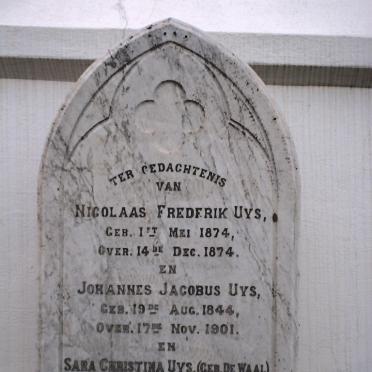 TER GEDACHTENIS
VAN
NICOLAAS FREDERIK UYS,
GEB. 1ST MEI 1874,
OVER. 14DE DEC. 1874.
EN
JOHANNES JACOBUS UYS,
GEB. 19DE AUG. 1844,
OVER. 17DE NOV. 1901.
EN
SARA CHRISTINA UYS, (GEB. DE WAAL)